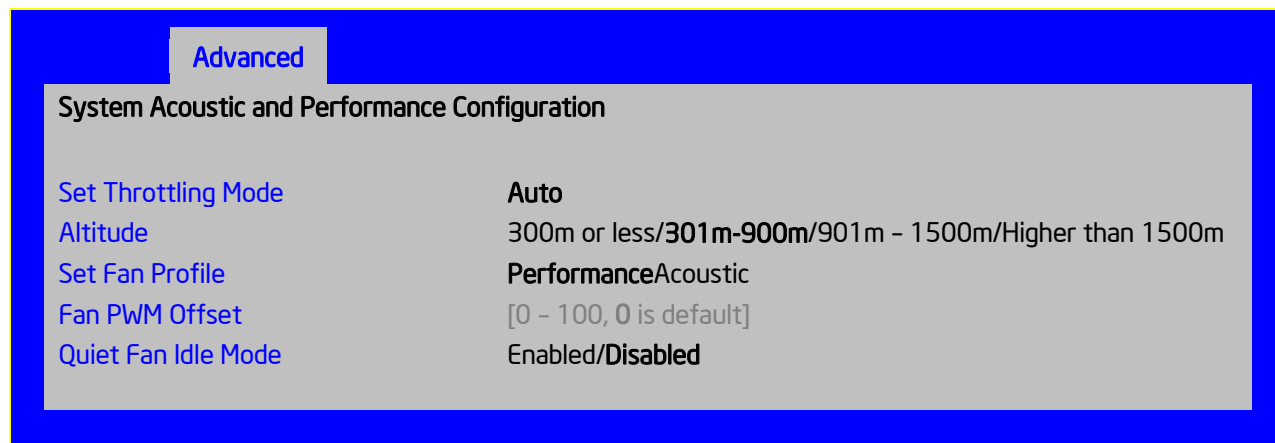 Advanced
System Acoustic and Performance Configuration
Set Throttling Mode Auto
Altitude 300m or less/301m-900m/901m – 1500m/Higher than 1500m
Set Fan Profile PerformanceAcoustic
Fan PWM Offset [0 – 100, 0 is default]
Quiet Fan Idle Mode Enabled/Disabled